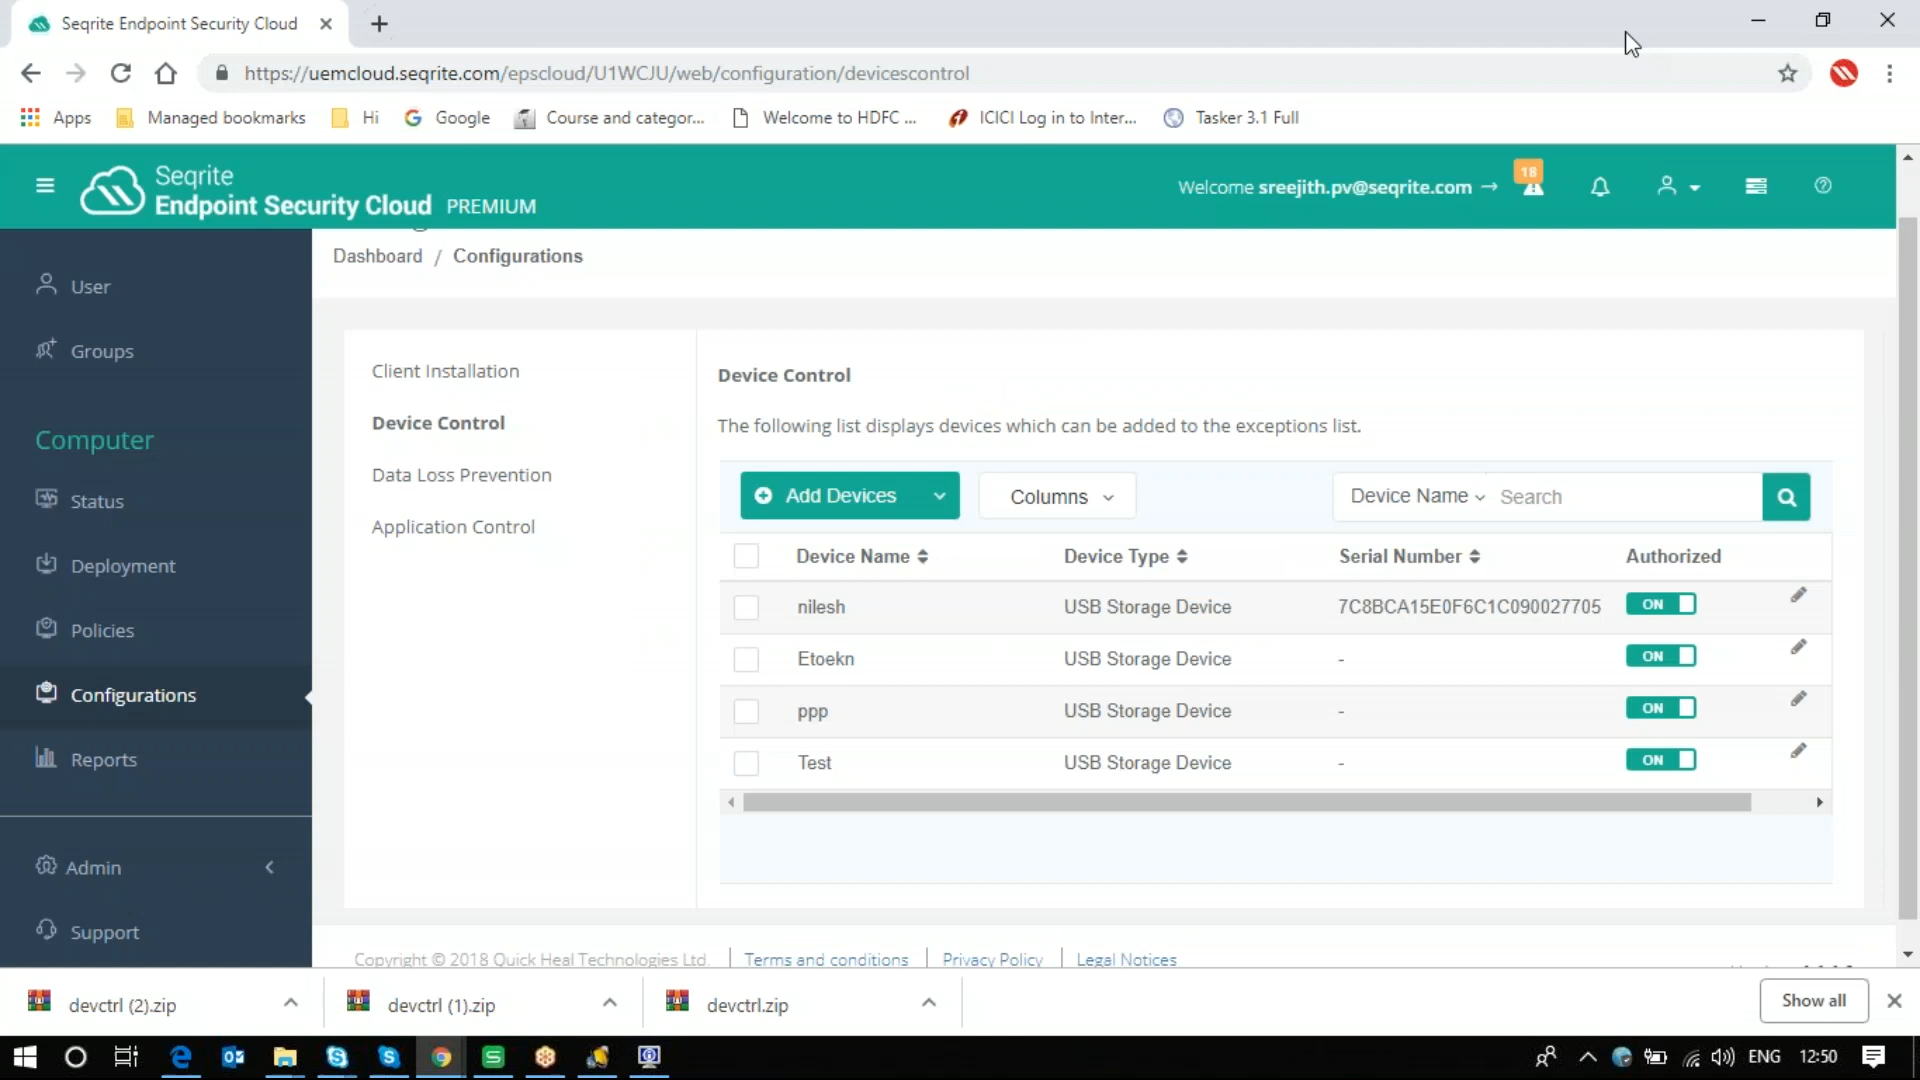 Seqrite Endpoint Security Cloud
https://uemcloud.seqrite.com/epscloud/U1WCJU/web/configuration/devicescontrol
Apps Managed bookmarks Hi Google Course and categor... Welcome to HDFC ... ICICI Log in to Inter... Tasker 3.1 Full
Seqrite
Endpoint Security Cloud PREMIUM
Welcome sreejith.pv@seqrite.com → 18
Dashboard / Configurations
User
Groups
Computer
Status
Deployment
Policies
Configurations
Reports
Admin
Support
Client Installation
Device Control
Data Loss Prevention
Application Control
Device Control
The following list displays devices which can be added to the exceptions list.
Add Devices Columns Device Name Search
Device Name Device Type Serial Number Authorized
nilesh USB Storage Device 7C8BCA15E0F6C1C090027705 ON
Etoekn USB Storage Device - ON
ppp USB Storage Device - ON
Test USB Storage Device - ON
Copyright © 2018 Quick Heal Technologies Ltd. | Terms and conditions | Privacy Policy | Legal Notices
devctrl (2).zip devctrl (1).zip devctrl.zip Show all
ENG 12:50